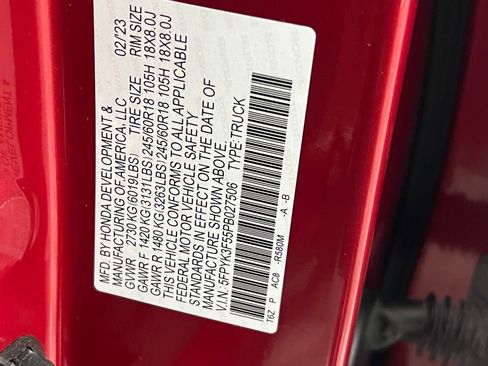 MFD. BY HONDA DEVELOPMENT & 02/'23
MANUFACTURING OF AMERICA, LLC
GVWR 2730 KG(6019LBS) TIRE SIZE RIM SIZE
GAWR F 1420 KG(3131LBS) 245/60R18 105H 18X8.0J
GAWR R 1480 KG(3263LBS) 245/60R18 105H 18X8.0J
THIS VEHICLE CONFORMS TO ALL APPLICABLE
FEDERAL MOTOR VEHICLE SAFETY
STANDARDS IN EFFECT ON THE DATE OF
MANUFACTURE SHOWN ABOVE.
V.I.N.:5FPYK3F55PB027506 TYPE:TRUCK
T6Z P AC8 -R580M -A -B